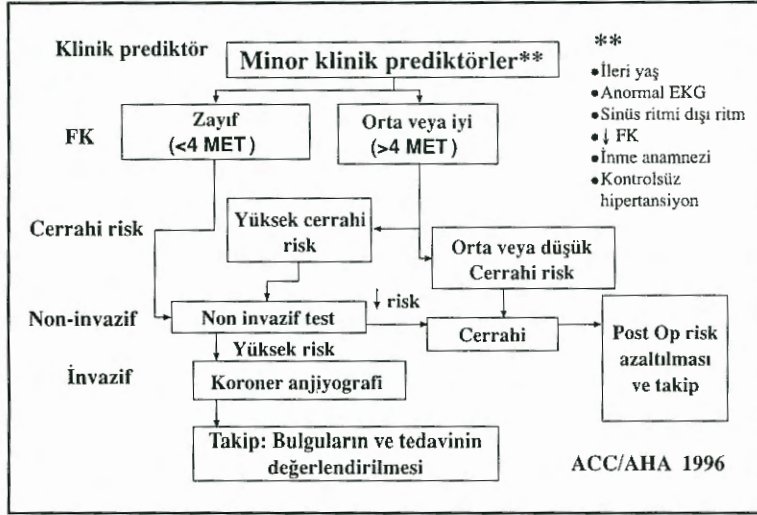 Klinik prediktör
Minor klinik prediktörler**
**
●İleri yaş
●Anormal EKG
●Sinüs ritmi dışı ritm
●↓ FK
●İnme anamnezi
●Kontrolsüz
hipertansiyon
FK
Zayıf
(<4 MET)
Orta veya iyi
(>4 MET)
Cerrahi risk
Yüksek cerrahi
risk
Orta veya düşük
Cerrahi risk
Non-invazif
Non invazif test
↓ risk
Cerrahi
Post Op risk
azaltılması
ve takip
Yüksek risk
İnvazif
Koroner anjiyografi
Takip: Bulguların ve tedavinin
değerlendirilmesi
ACC/AHA 1996